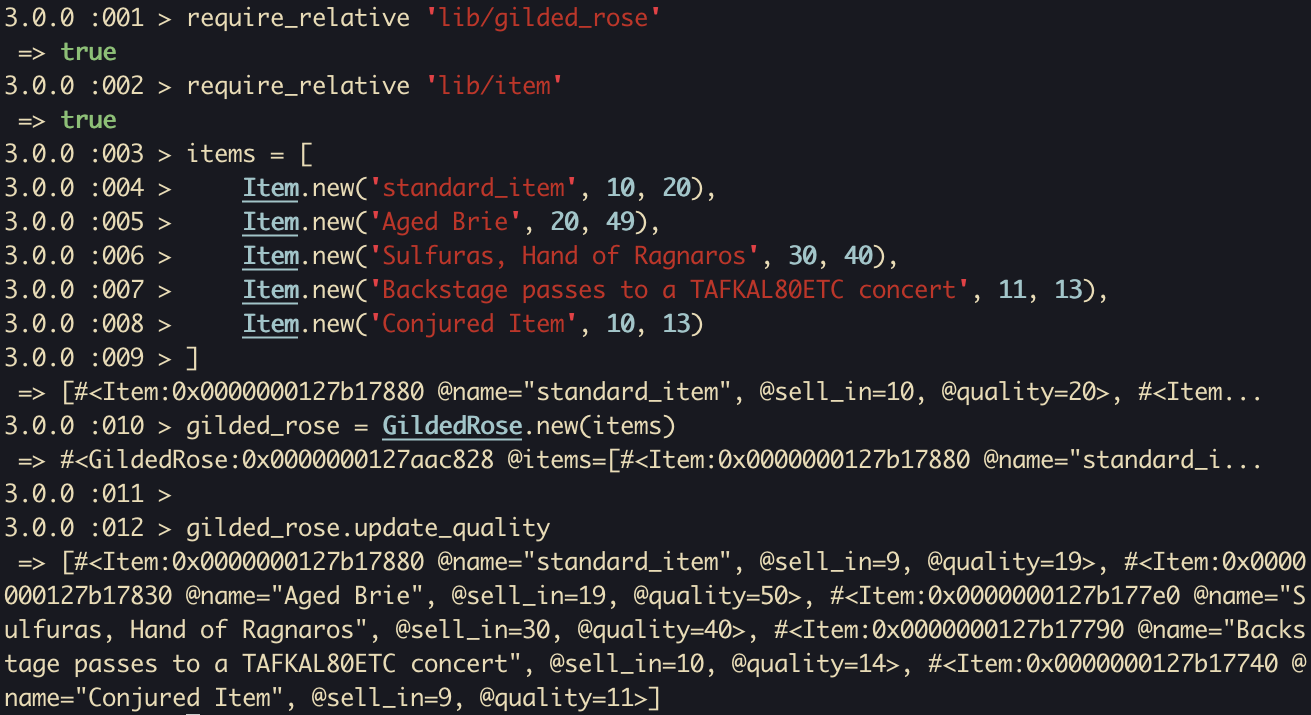 3.0.0 :001 > require_relative 'lib/gilded_rose'
 => true
3.0.0 :002 > require_relative 'lib/item'
 => true
3.0.0 :003 > items = [
3.0.0 :004 >     Item.new('standard_item', 10, 20),
3.0.0 :005 >     Item.new('Aged Brie', 20, 49),
3.0.0 :006 >     Item.new('Sulfuras, Hand of Ragnaros', 30, 40),
3.0.0 :007 >     Item.new('Backstage passes to a TAFKAL80ETC concert', 11, 13),
3.0.0 :008 >     Item.new('Conjured Item', 10, 13)
3.0.0 :009 > ]
 => [#<Item:0x0000000127b17880 @name="standard_item", @sell_in=10, @quality=20>, #<Item...
3.0.0 :010 > gilded_rose = GildedRose.new(items)
 => #<GildedRose:0x0000000127aac828 @items=[#<Item:0x0000000127b17880 @name="standard_i...
3.0.0 :011 >
3.0.0 :012 > gilded_rose.update_quality
 => [#<Item:0x0000000127b17880 @name="standard_item", @sell_in=9, @quality=19>, #<Item:0x0000
000127b17830 @name="Aged Brie", @sell_in=19, @quality=50>, #<Item:0x0000000127b177e0 @name="S
ulfuras, Hand of Ragnaros", @sell_in=30, @quality=40>, #<Item:0x0000000127b17790 @name="Backs
tage passes to a TAFKAL80ETC concert", @sell_in=10, @quality=14>, #<Item:0x0000000127b17740 @
name="Conjured Item", @sell_in=9, @quality=11>]